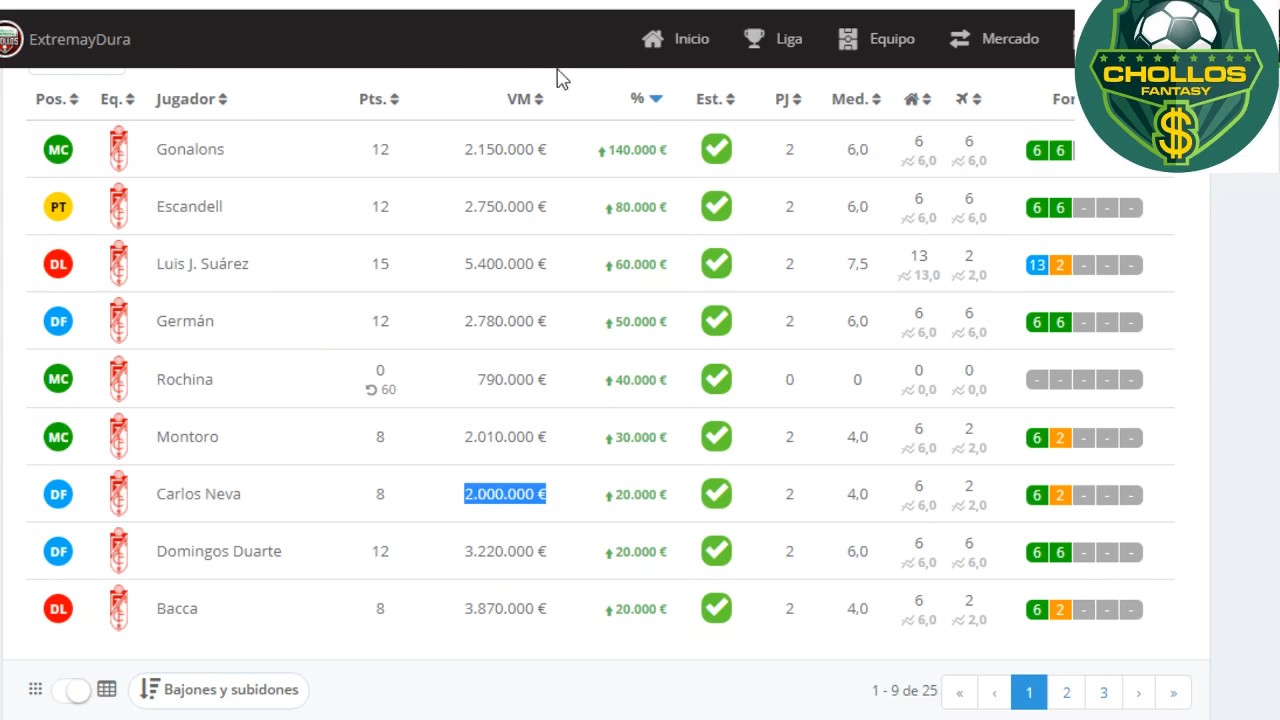 ExtremayDura Inicio Liga Equipo Mercado
CHOLLOS
FANTASY
$
Pos. Eq. Jugador Pts. VM % Est. PJ Med. For
MC Gonalons 12 2.150.000 € 140.000 € 2 6,0 6 6 6 6
6,0 6,0
PT Escandell 12 2.750.000 € 80.000 € 2 6,0 6 6 6 6 - - -
6,0 6,0
DL Luis J. Suárez 15 5.400.000 € 60.000 € 2 7,5 13 2 13 2 - - -
13,0 2,0
DF Germán 12 2.780.000 € 50.000 € 2 6,0 6 6 6 6 - - -
6,0 6,0
MC Rochina 0 790.000 € 40.000 € 0 0 0 0 - - - - -
60 0,0 0,0
MC Montoro 8 2.010.000 € 30.000 € 2 4,0 6 2 6 2 - - -
6,0 2,0
DF Carlos Neva 8 2.000.000 € 20.000 € 2 4,0 6 2 6 2 - - -
6,0 2,0
DF Domingos Duarte 12 3.220.000 € 20.000 € 2 6,0 6 6 6 6 - - -
6,0 6,0
DL Bacca 8 3.870.000 € 20.000 € 2 4,0 6 2 6 2 - - -
6,0 2,0
Bajones y subidones 1 - 9 de 25 « ‹ 1 2 3 › »